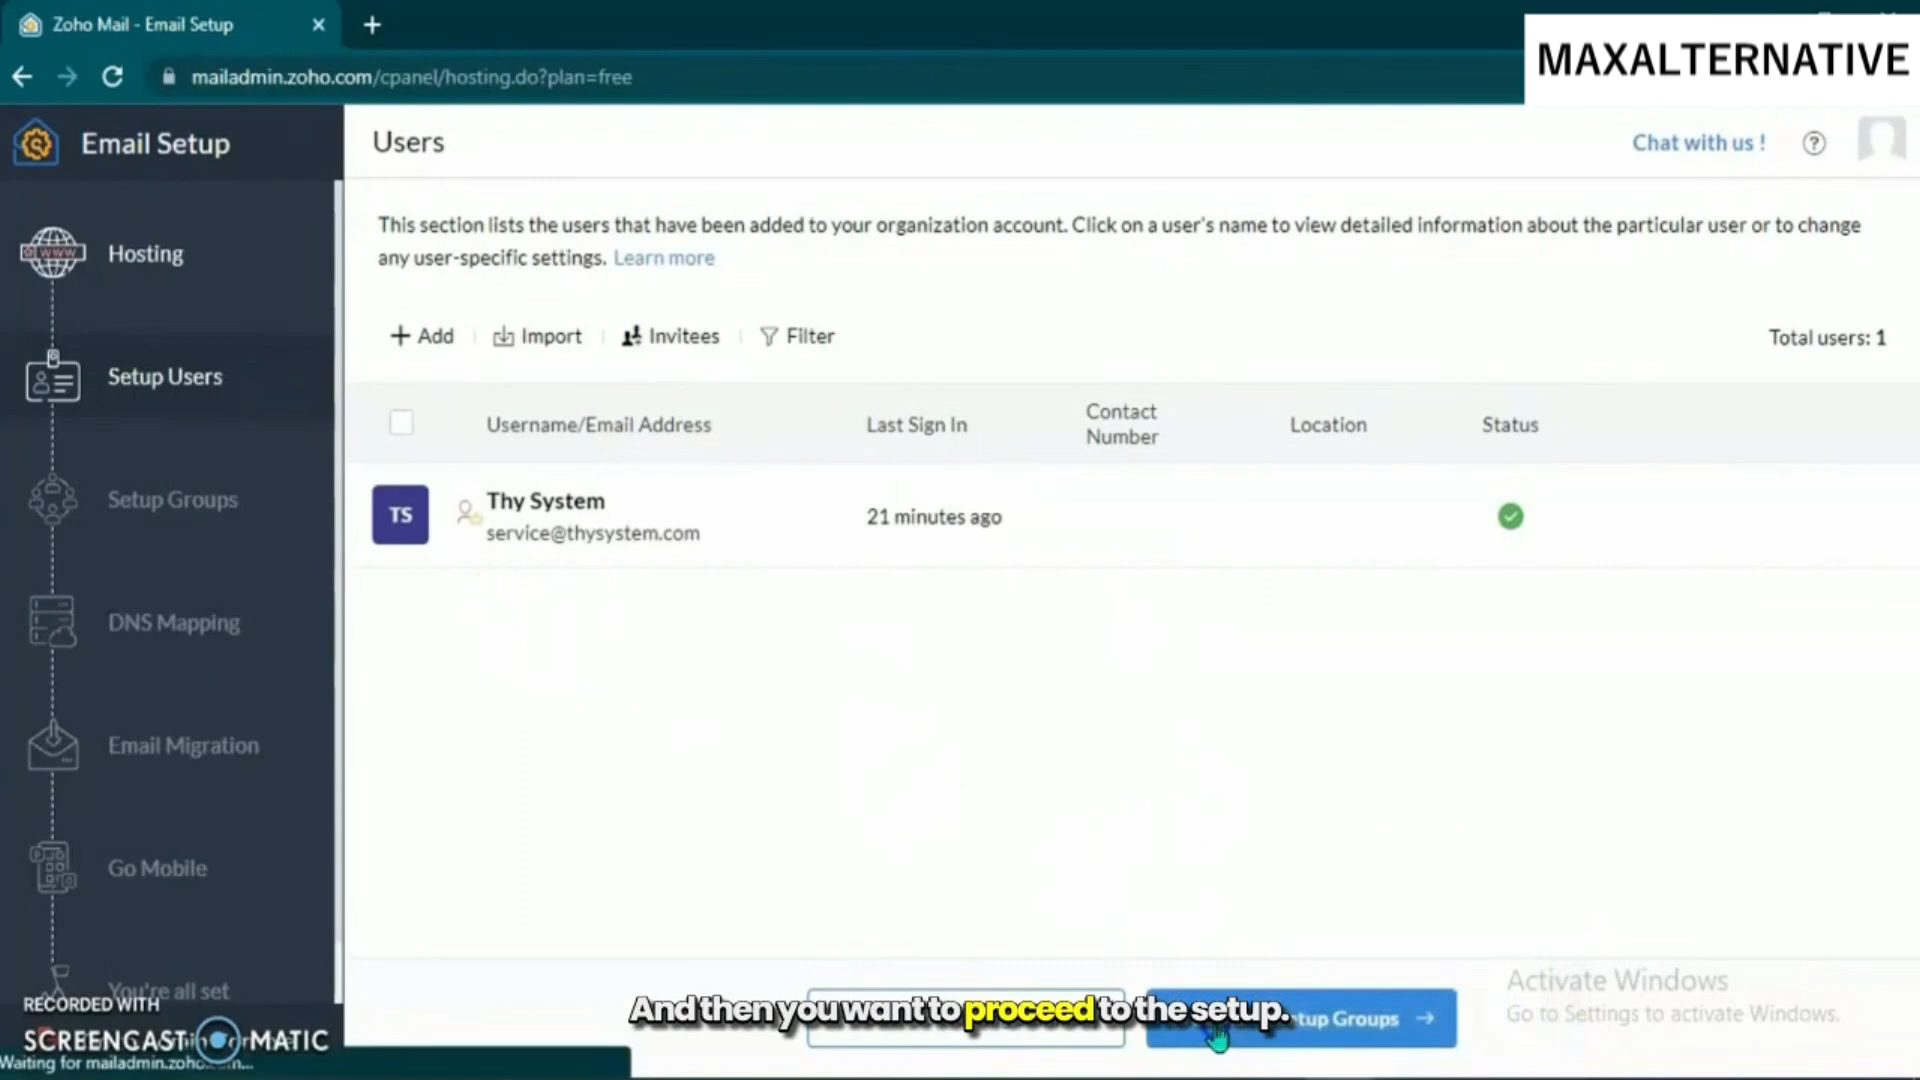 Zoho Mail - Email Setup
mailadmin.zoho.com/cpanel/hosting.do?plan=free
MAXALTERNATIVE
Email Setup
Users
Chat with us !
?
Hosting
www
This section lists the users that have been added to your organization account. Click on a user's name to view detailed information about the particular user or to change
any user-specific settings. Learn more
+ Add
Import
Invitees
Filter
Total users: 1
Setup Users
Username/Email Address
Last Sign In
Contact
Number
Location
Status
Setup Groups
TS
Thy System
service@thysystem.com
21 minutes ago
DNS Mapping
Email Migration
Go Mobile
You're all set
And then you want to proceed to the setup.
Groups →
Activate Windows
Go to Settings to activate Windows.
RECORDED WITH
SCREENCAST MATIC
Waiting for mailadmin.zoho